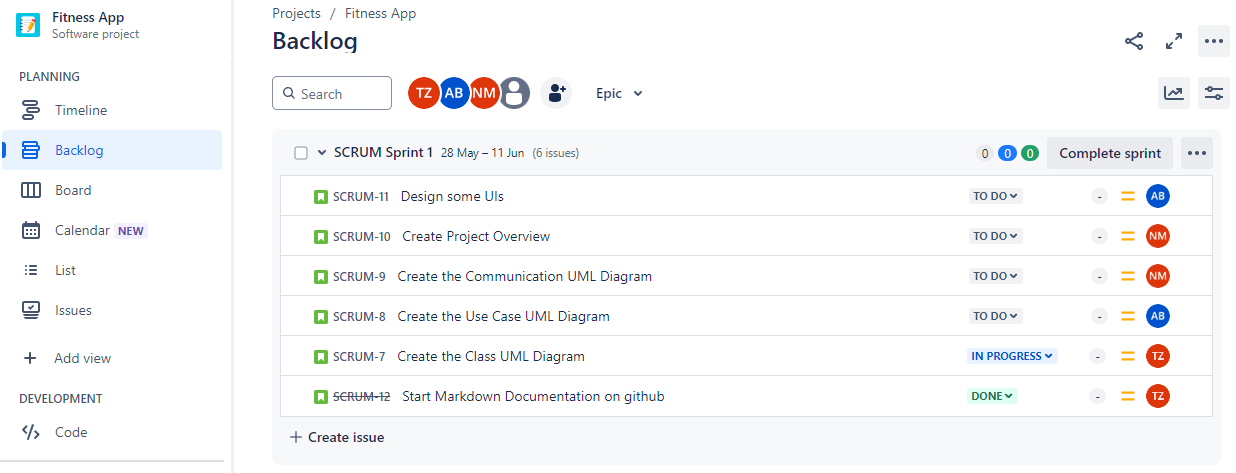 Fitness App
Software project
PLANNING
Timeline
Backlog
Board
Calendar NEW
List
Issues
Add view
DEVELOPMENT
Code
Projects / Fitness App
Backlog
Search
TZ AB NM
Epic
SCRUM Sprint 1 28 May – 11 Jun (6 issues) 0 0 0 Complete sprint
SCRUM-11 Design some UIs TO DO - AB
SCRUM-10 Create Project Overview TO DO - NM
SCRUM-9 Create the Communication UML Diagram TO DO - NM
SCRUM-8 Create the Use Case UML Diagram TO DO - AB
SCRUM-7 Create the Class UML Diagram IN PROGRESS - TZ
SCRUM-12 Start Markdown Documentation on github DONE - TZ
+ Create issue